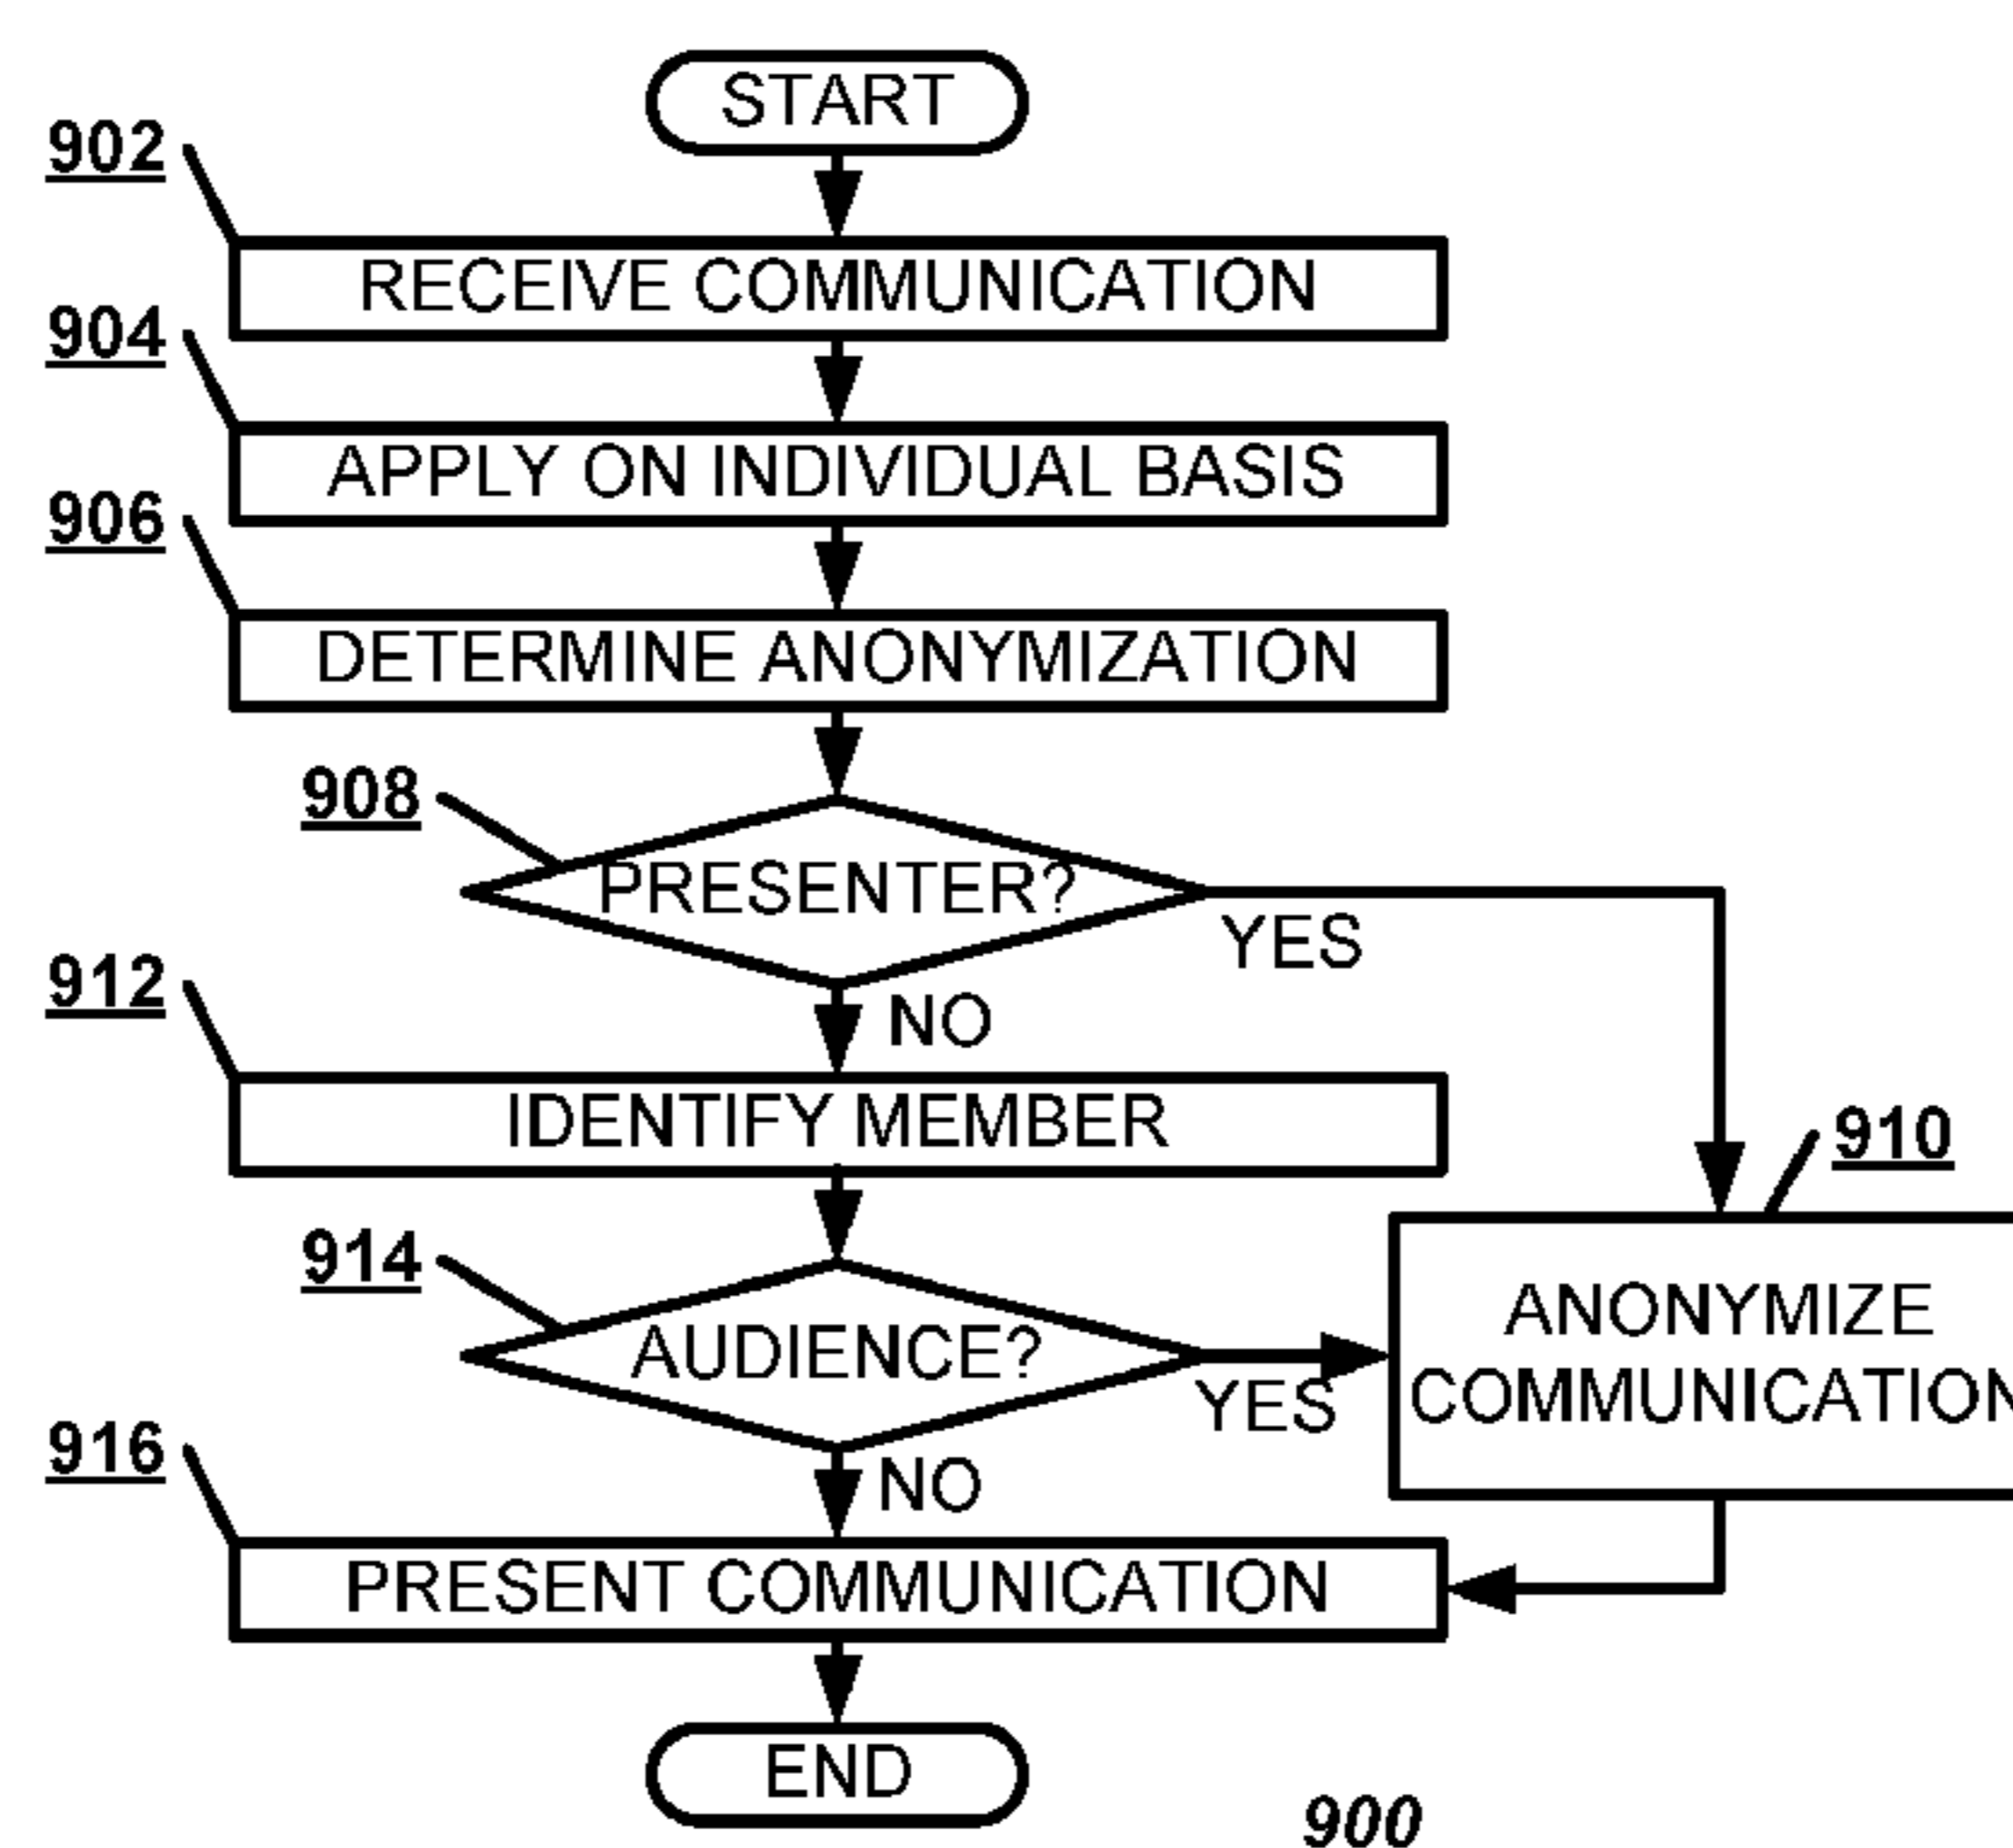 START
902
RECEIVE COMMUNICATION
904
APPLY ON INDIVIDUAL BASIS
906
DETERMINE ANONYMIZATION
908
PRESENTER?
YES
NO
912
IDENTIFY MEMBER
910
ANONYMIZE
COMMUNICATION
914
AUDIENCE?
YES
NO
916
PRESENT COMMUNICATION
END
900